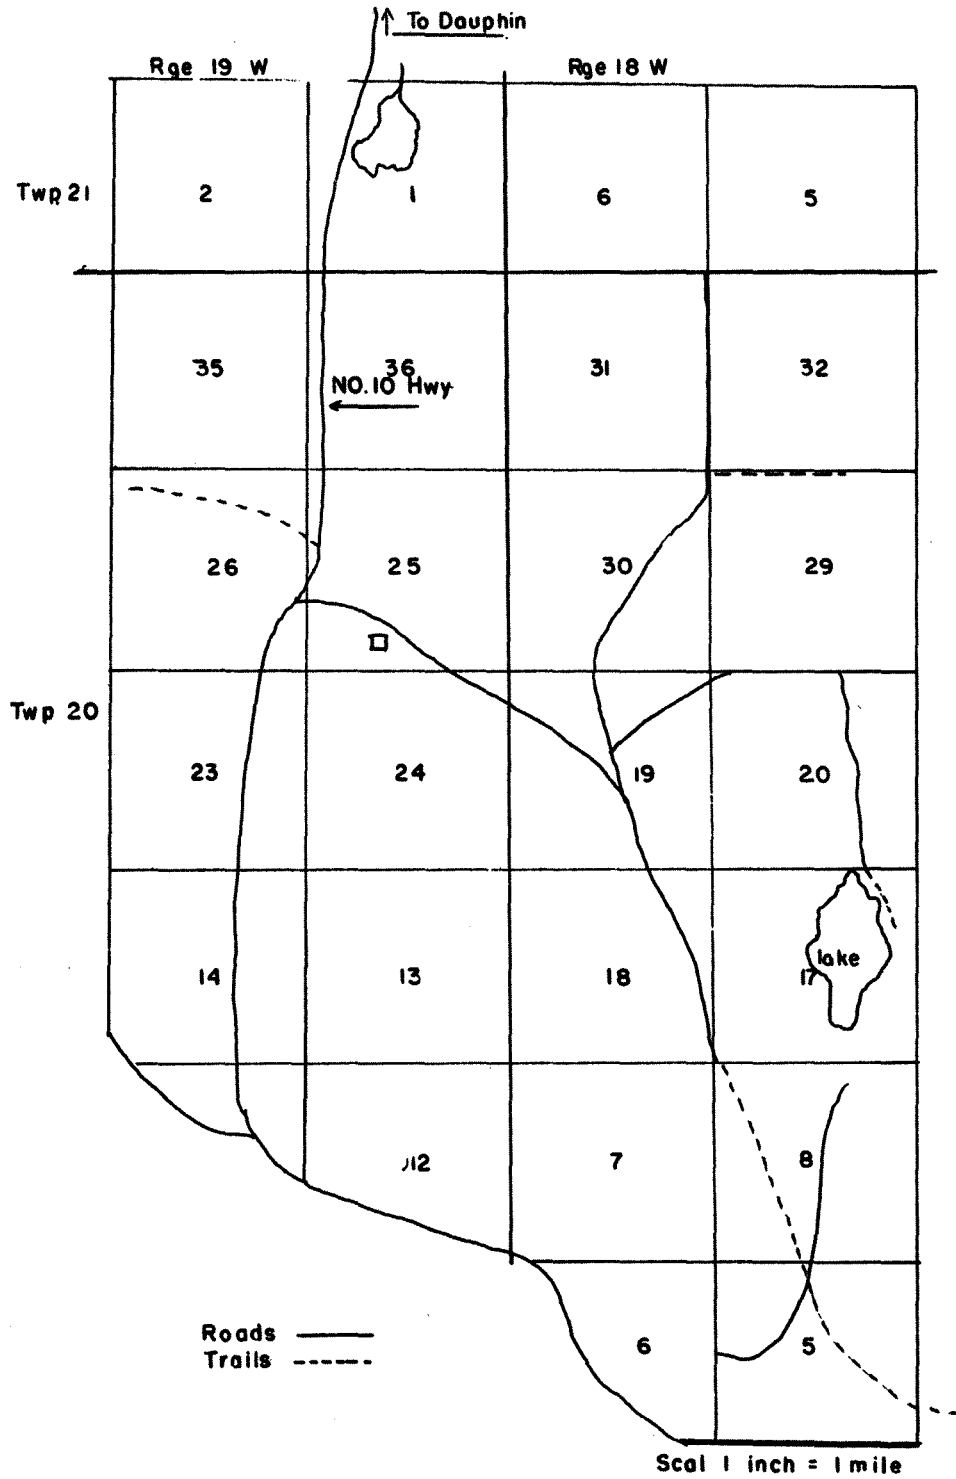 To Dauphin
Rge 19 W Rge 18 W
Twp 21 2 1 6 5
35 36 31 32
NO. 10 Hwy
26 25 30 29
Twp 20
23 24 19 20
lake
14 13 18 17
12 7 8
Roads
6 5
Trails
Scal 1 inch = 1 mile